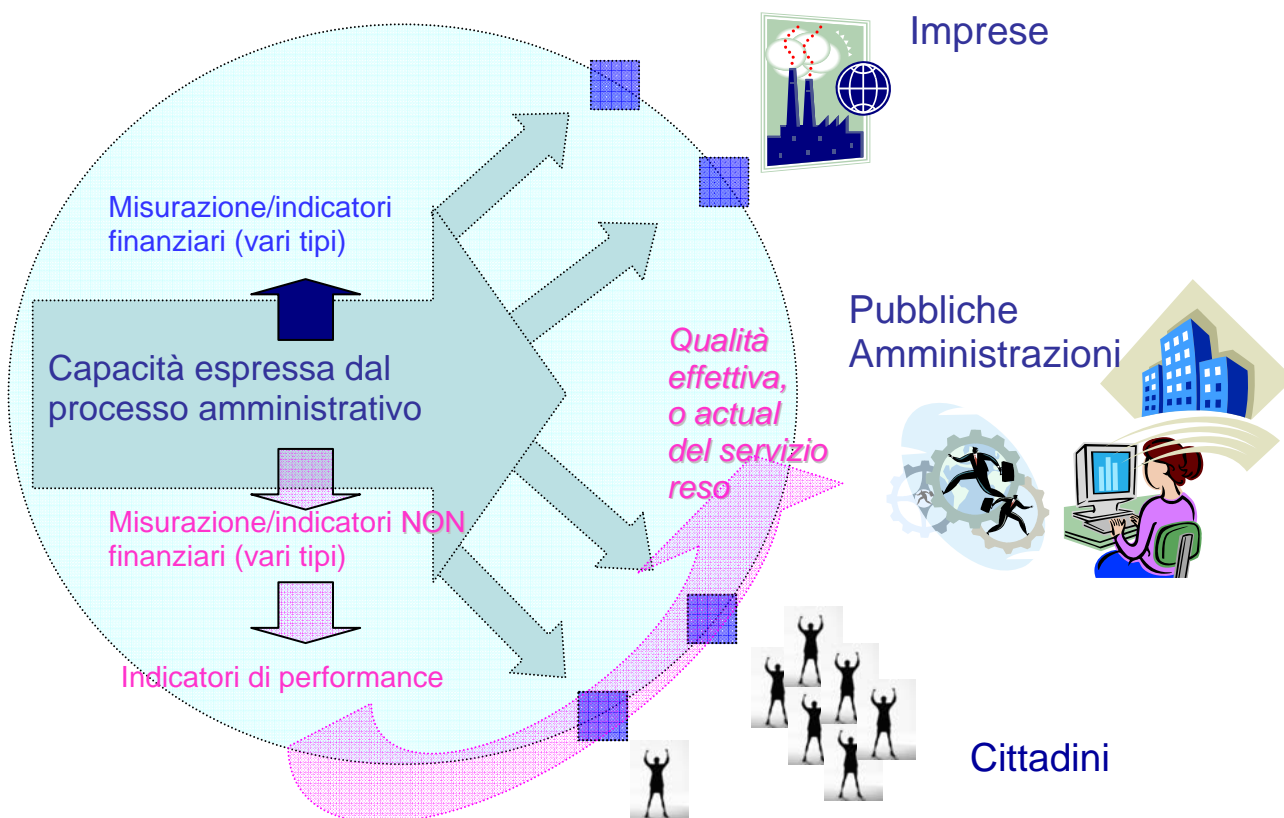 Imprese
Misurazione/indicatori
finanziari (vari tipi)
Pubbliche
Amministrazioni
Qualità
effettiva,
o actual
del servizio
reso
Capacità espressa dal
processo amministrativo
Misurazione/indicatori NON
finanziari (vari tipi)
Indicatori di performance
Cittadini